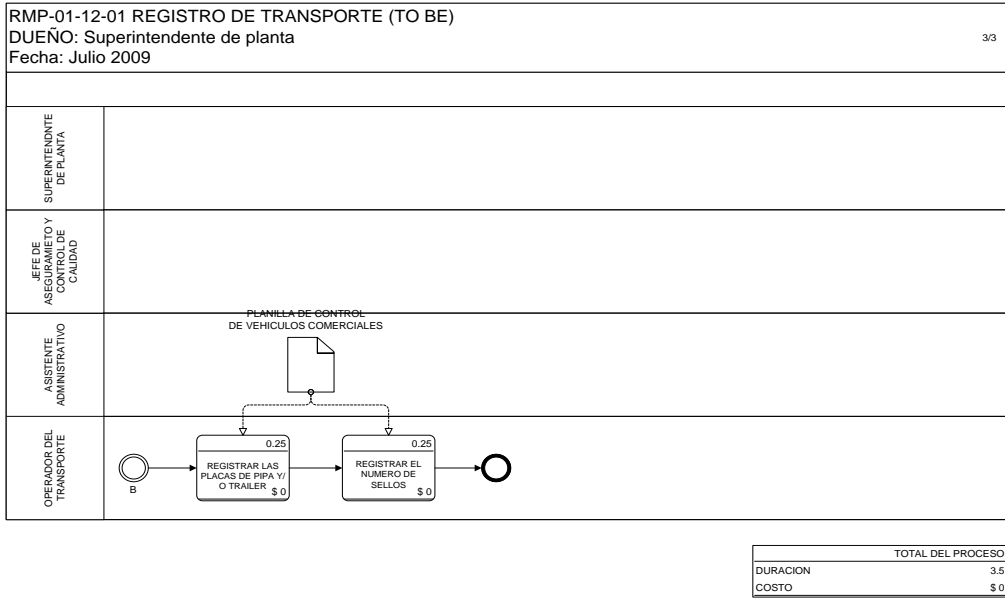 RMP-01-12-01 REGISTRO DE TRANSPORTE (TO BE)
DUEÑO: Superintendente de planta
3/3
Fecha: Julio 2009
SUPERINTENDNTE
DE PLANTA
JEFE DE
ASEGURAMIETO Y
CONTROL DE
CALIDAD
ASISTENTE
ADMINISTRATIVO
PLANILLA DE CONTROL
DE VEHICULOS COMERCIALES
OPERADOR DEL
TRANSPORTE
B
0.25
REGISTRAR LAS
PLACAS DE PIPA Y/
O TRAILER
$ 0
0.25
REGISTRAR EL
NUMERO DE
SELLOS
$ 0
TOTAL DEL PROCESO
DURACION 3.5
COSTO $ 0